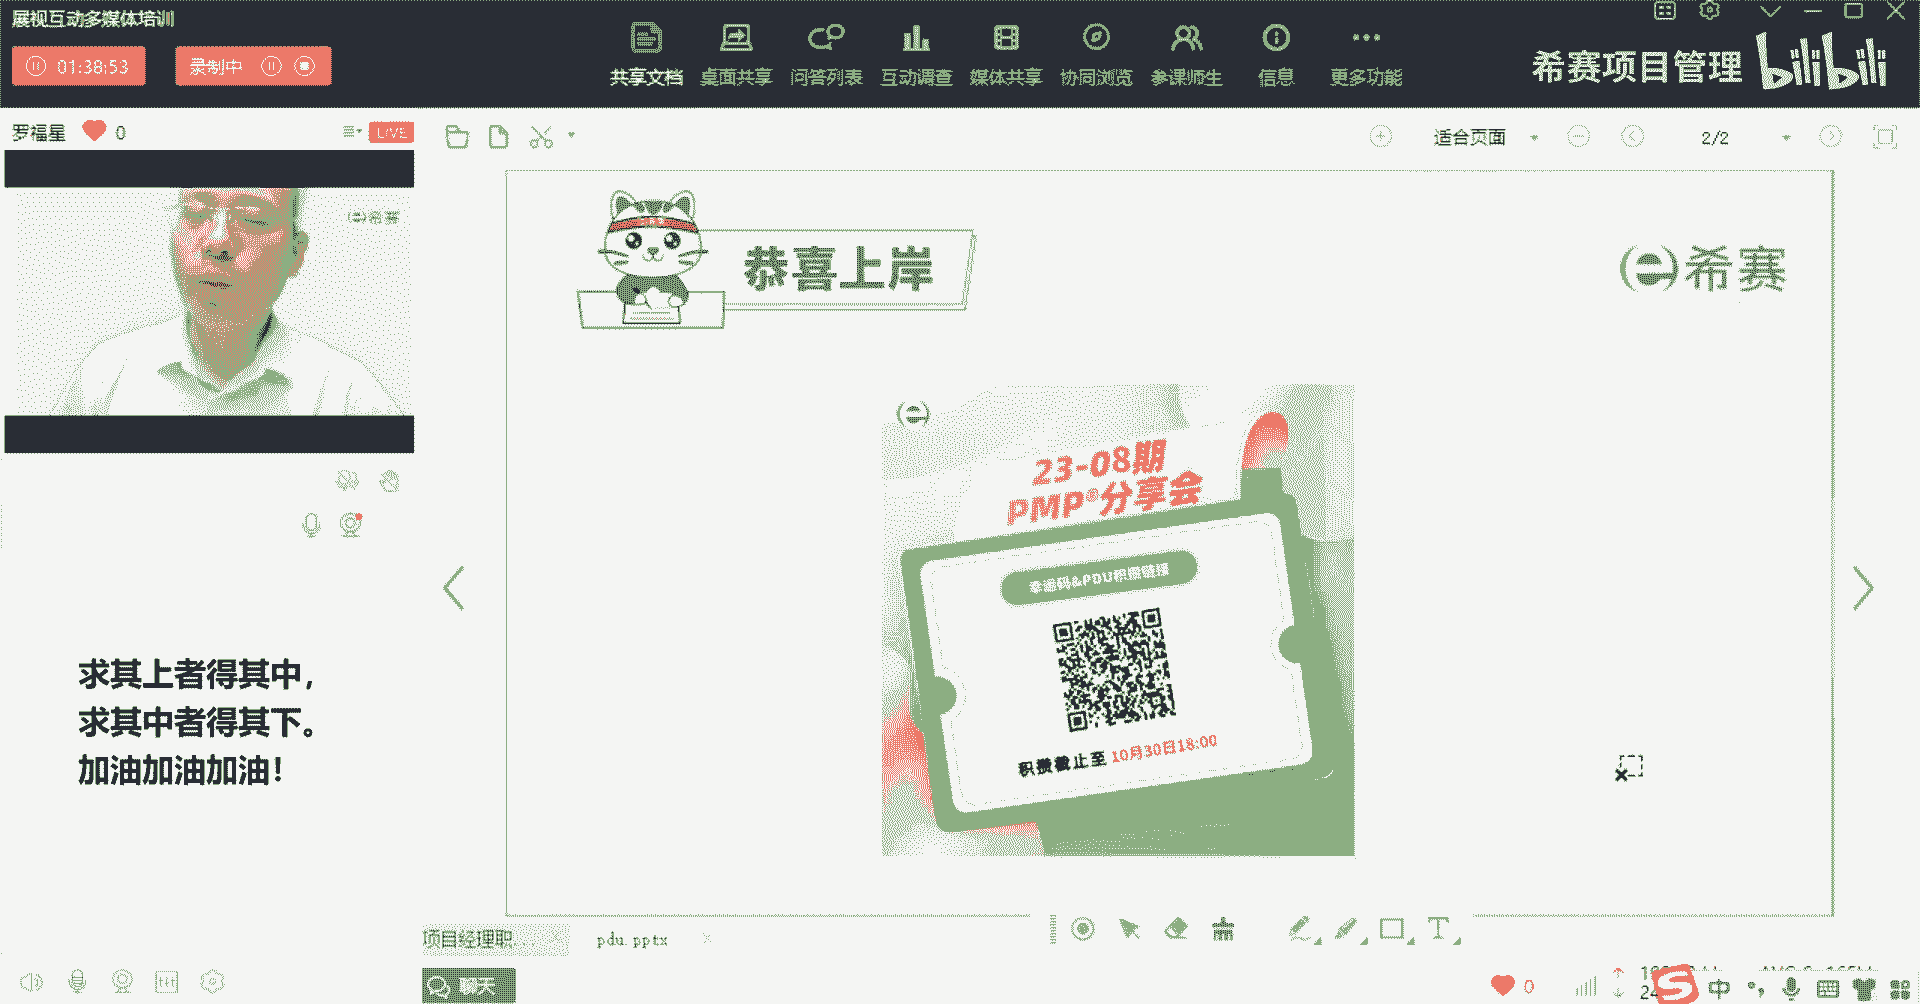 展视互动多媒体培训
01:38:53
录制中
共享文档
桌面共享
问答列表
互动调查
媒体共享
协同浏览
参课师生
信息
更多功能
希赛项目管理
bilibili
罗福星
0
LIVE
适合页面
2/2
希赛
恭喜上岸
希赛
23-08期
PMP®分享会
幸运码&PDU积攒链接
积攒截止至 10月30日18:00
求其上者得其中，
求其中者得其下。
加油加油加油！
项目经理职...
pdu.pptx
聊天
0
中